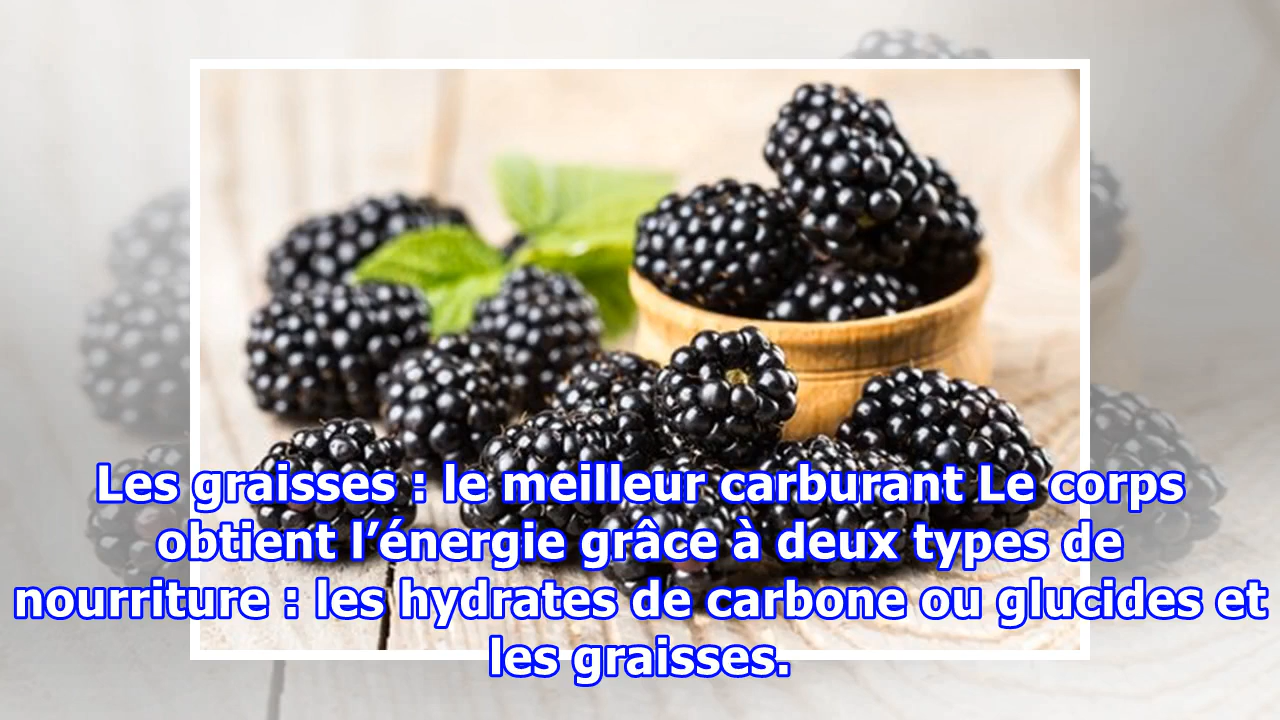 Les graisses : le meilleur carburant Le corps
obtient l’énergie grâce à deux types de
nourriture : les hydrates de carbone ou glucides et
les graisses.